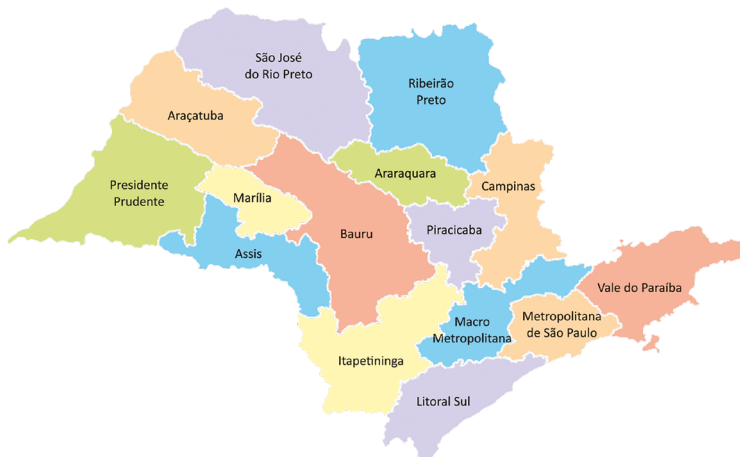 São José
do Rio Preto
Ribeirão
Preto
Araçatuba
Araraquara
Presidente
Prudente
Campinas
Marília
Bauru
Piracicaba
Assis
Vale do Paraíba
Macro
Metropolitana
Metropolitana
de São Paulo
Itapetininga
Litoral Sul